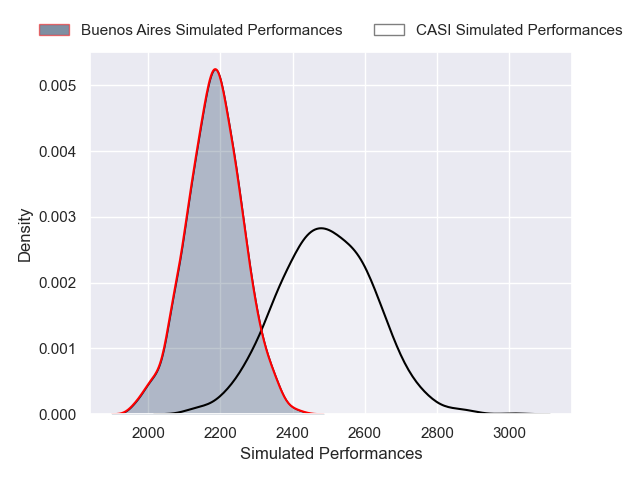 Buenos Aires Simulated Performances CASI Simulated Performances
0.005
0.004
0.003
0.002
0.001
0.000
Density
2000 2200 2400 2600 2800 3000
Simulated Performances